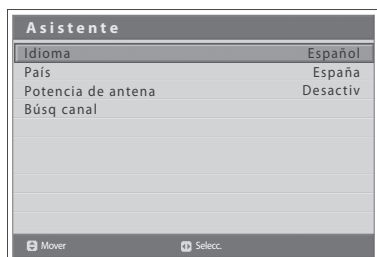 Asistente
Idioma Español
País España
Potencia de antena Desactiv
Búsq canal
Mover Selecc.